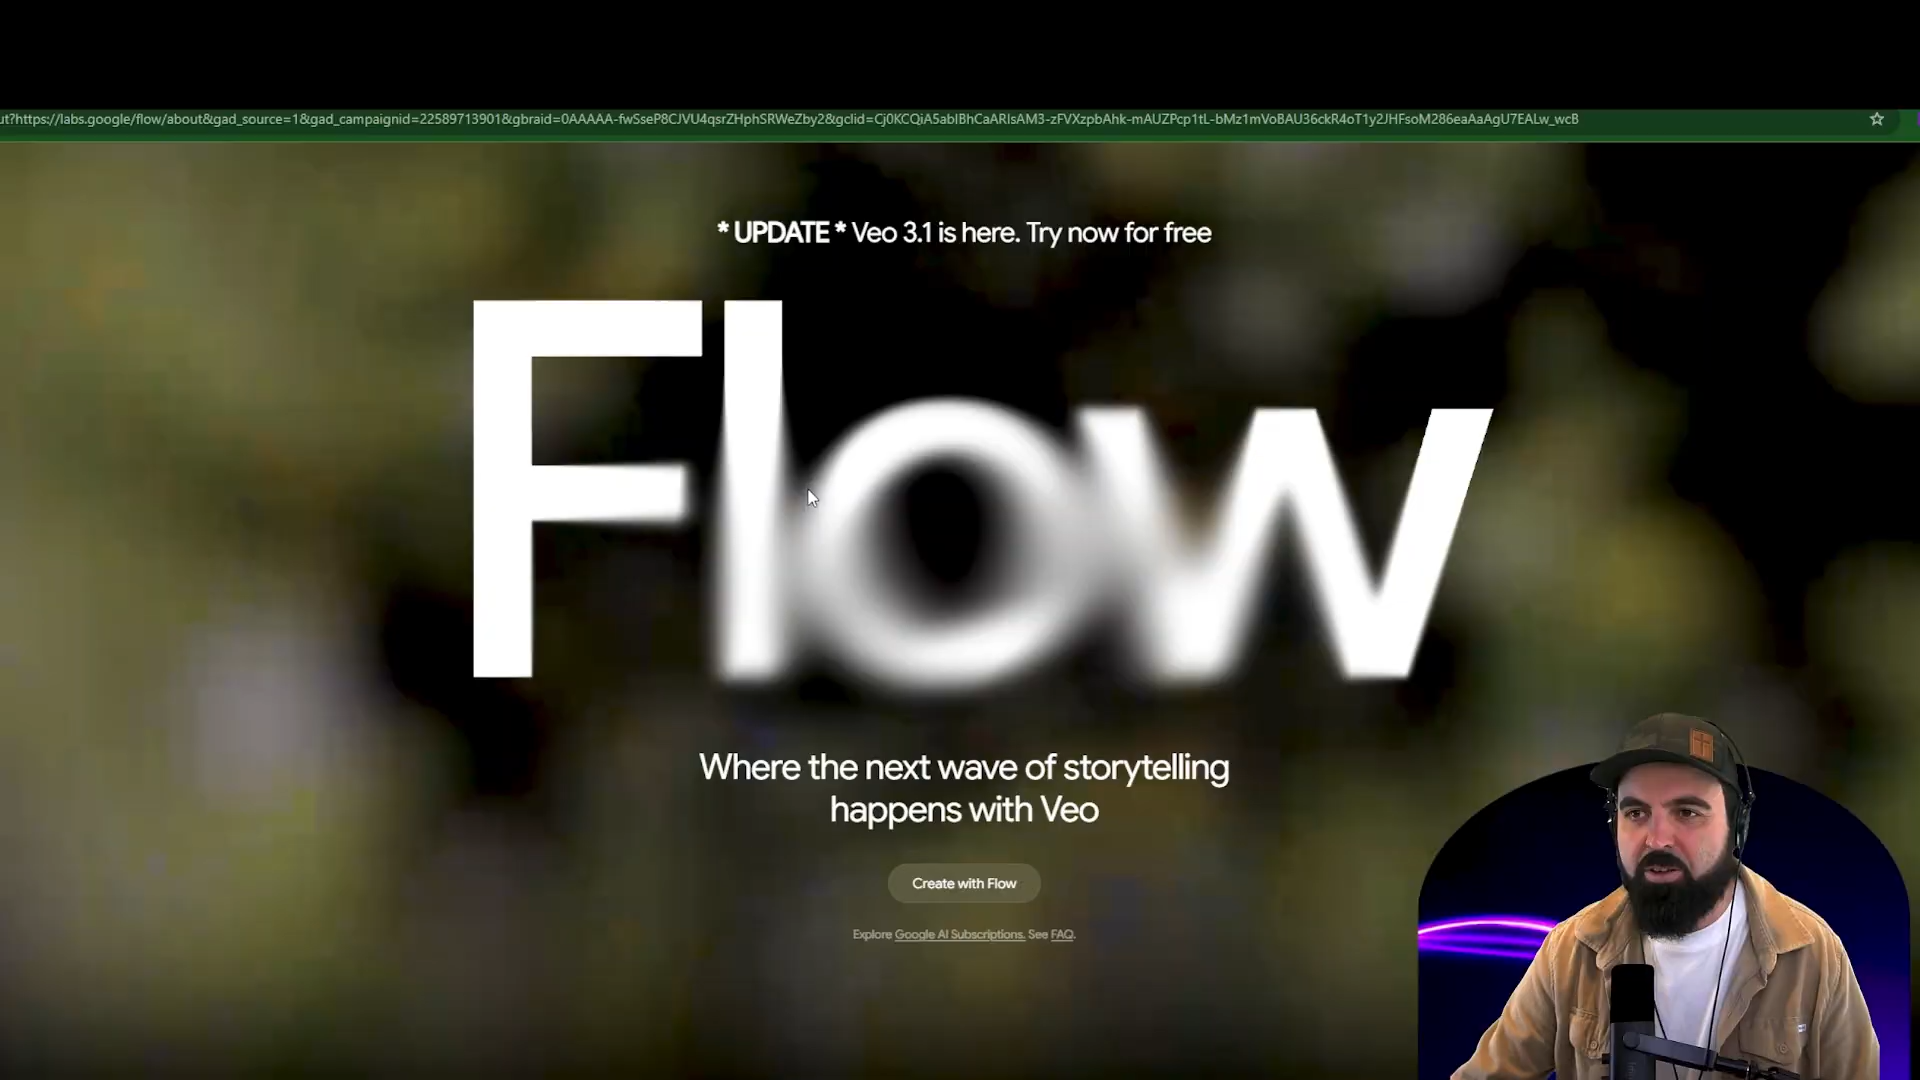 ut?https://labs.google/flow/about&gad_source=1&gad_campaignid=22589713901&gbraid=0AAAAA-fwSseP8CJVU4qsrZHphSRWeZby2&gclid=Cj0KCQiA5abIBhCaARIsAM3-zFVXzpbAhk-mAUZPcp1tL-bMz1mVoBAU36ckR4oT1y2JHFsoM286eaAaAgU7EALw_wcB
* UPDATE * Veo 3.1 is here. Try now for free
Flow
Where the next wave of storytelling
happens with Veo
Create with Flow
Explore Google AI Subscriptions. See FAQ.